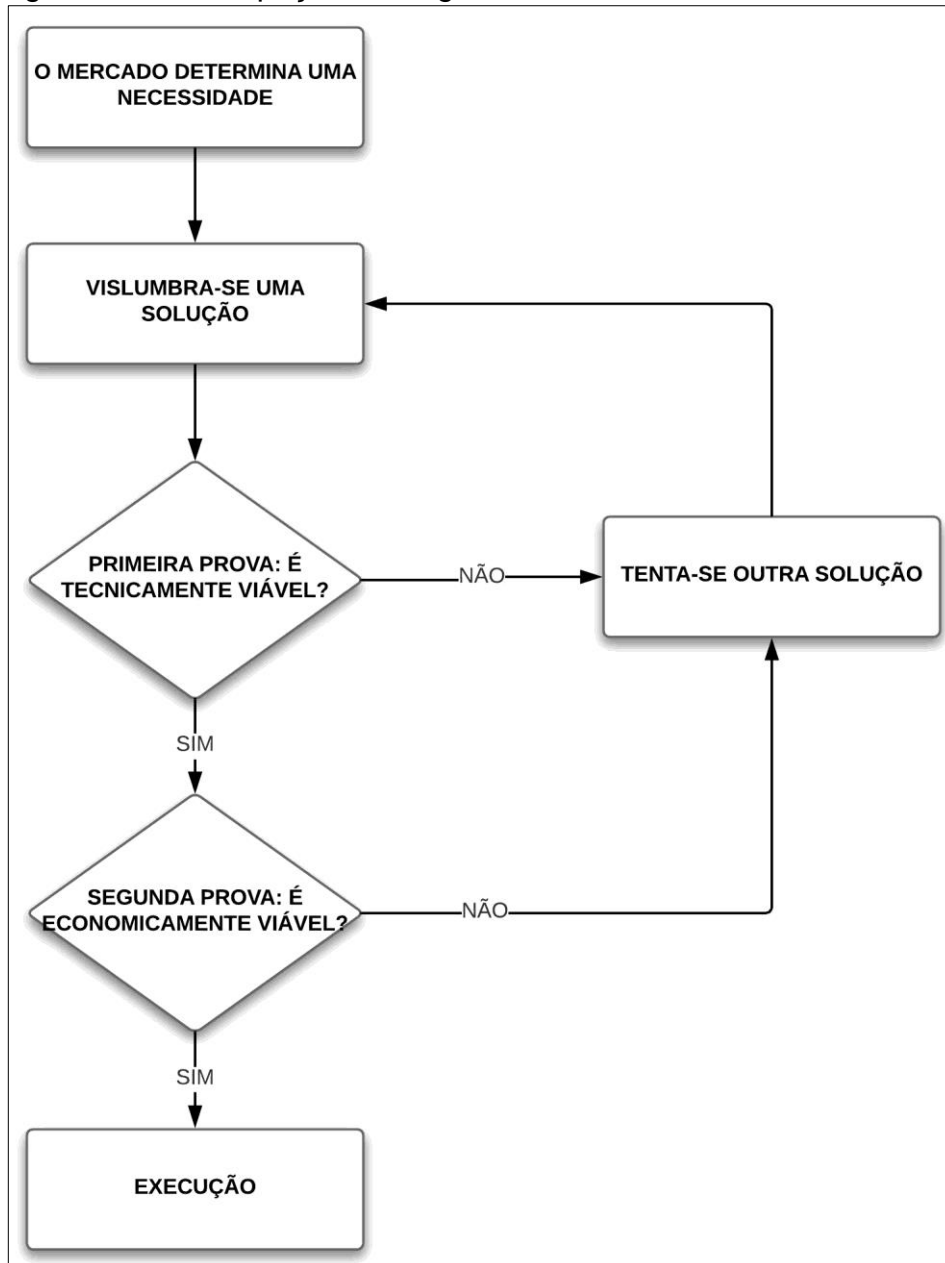 O MERCADO DETERMINA UMA
NECESSIDADE
VISLUMBRA-SE UMA
SOLUÇÃO
PRIMEIRA PROVA: É
TECNICAMENTE VIÁVEL?
NÃO
TENTA-SE OUTRA SOLUÇÃO
SIM
SEGUNDA PROVA: É
ECONOMICAMENTE VIÁVEL?
NÃO
SIM
EXECUÇÃO